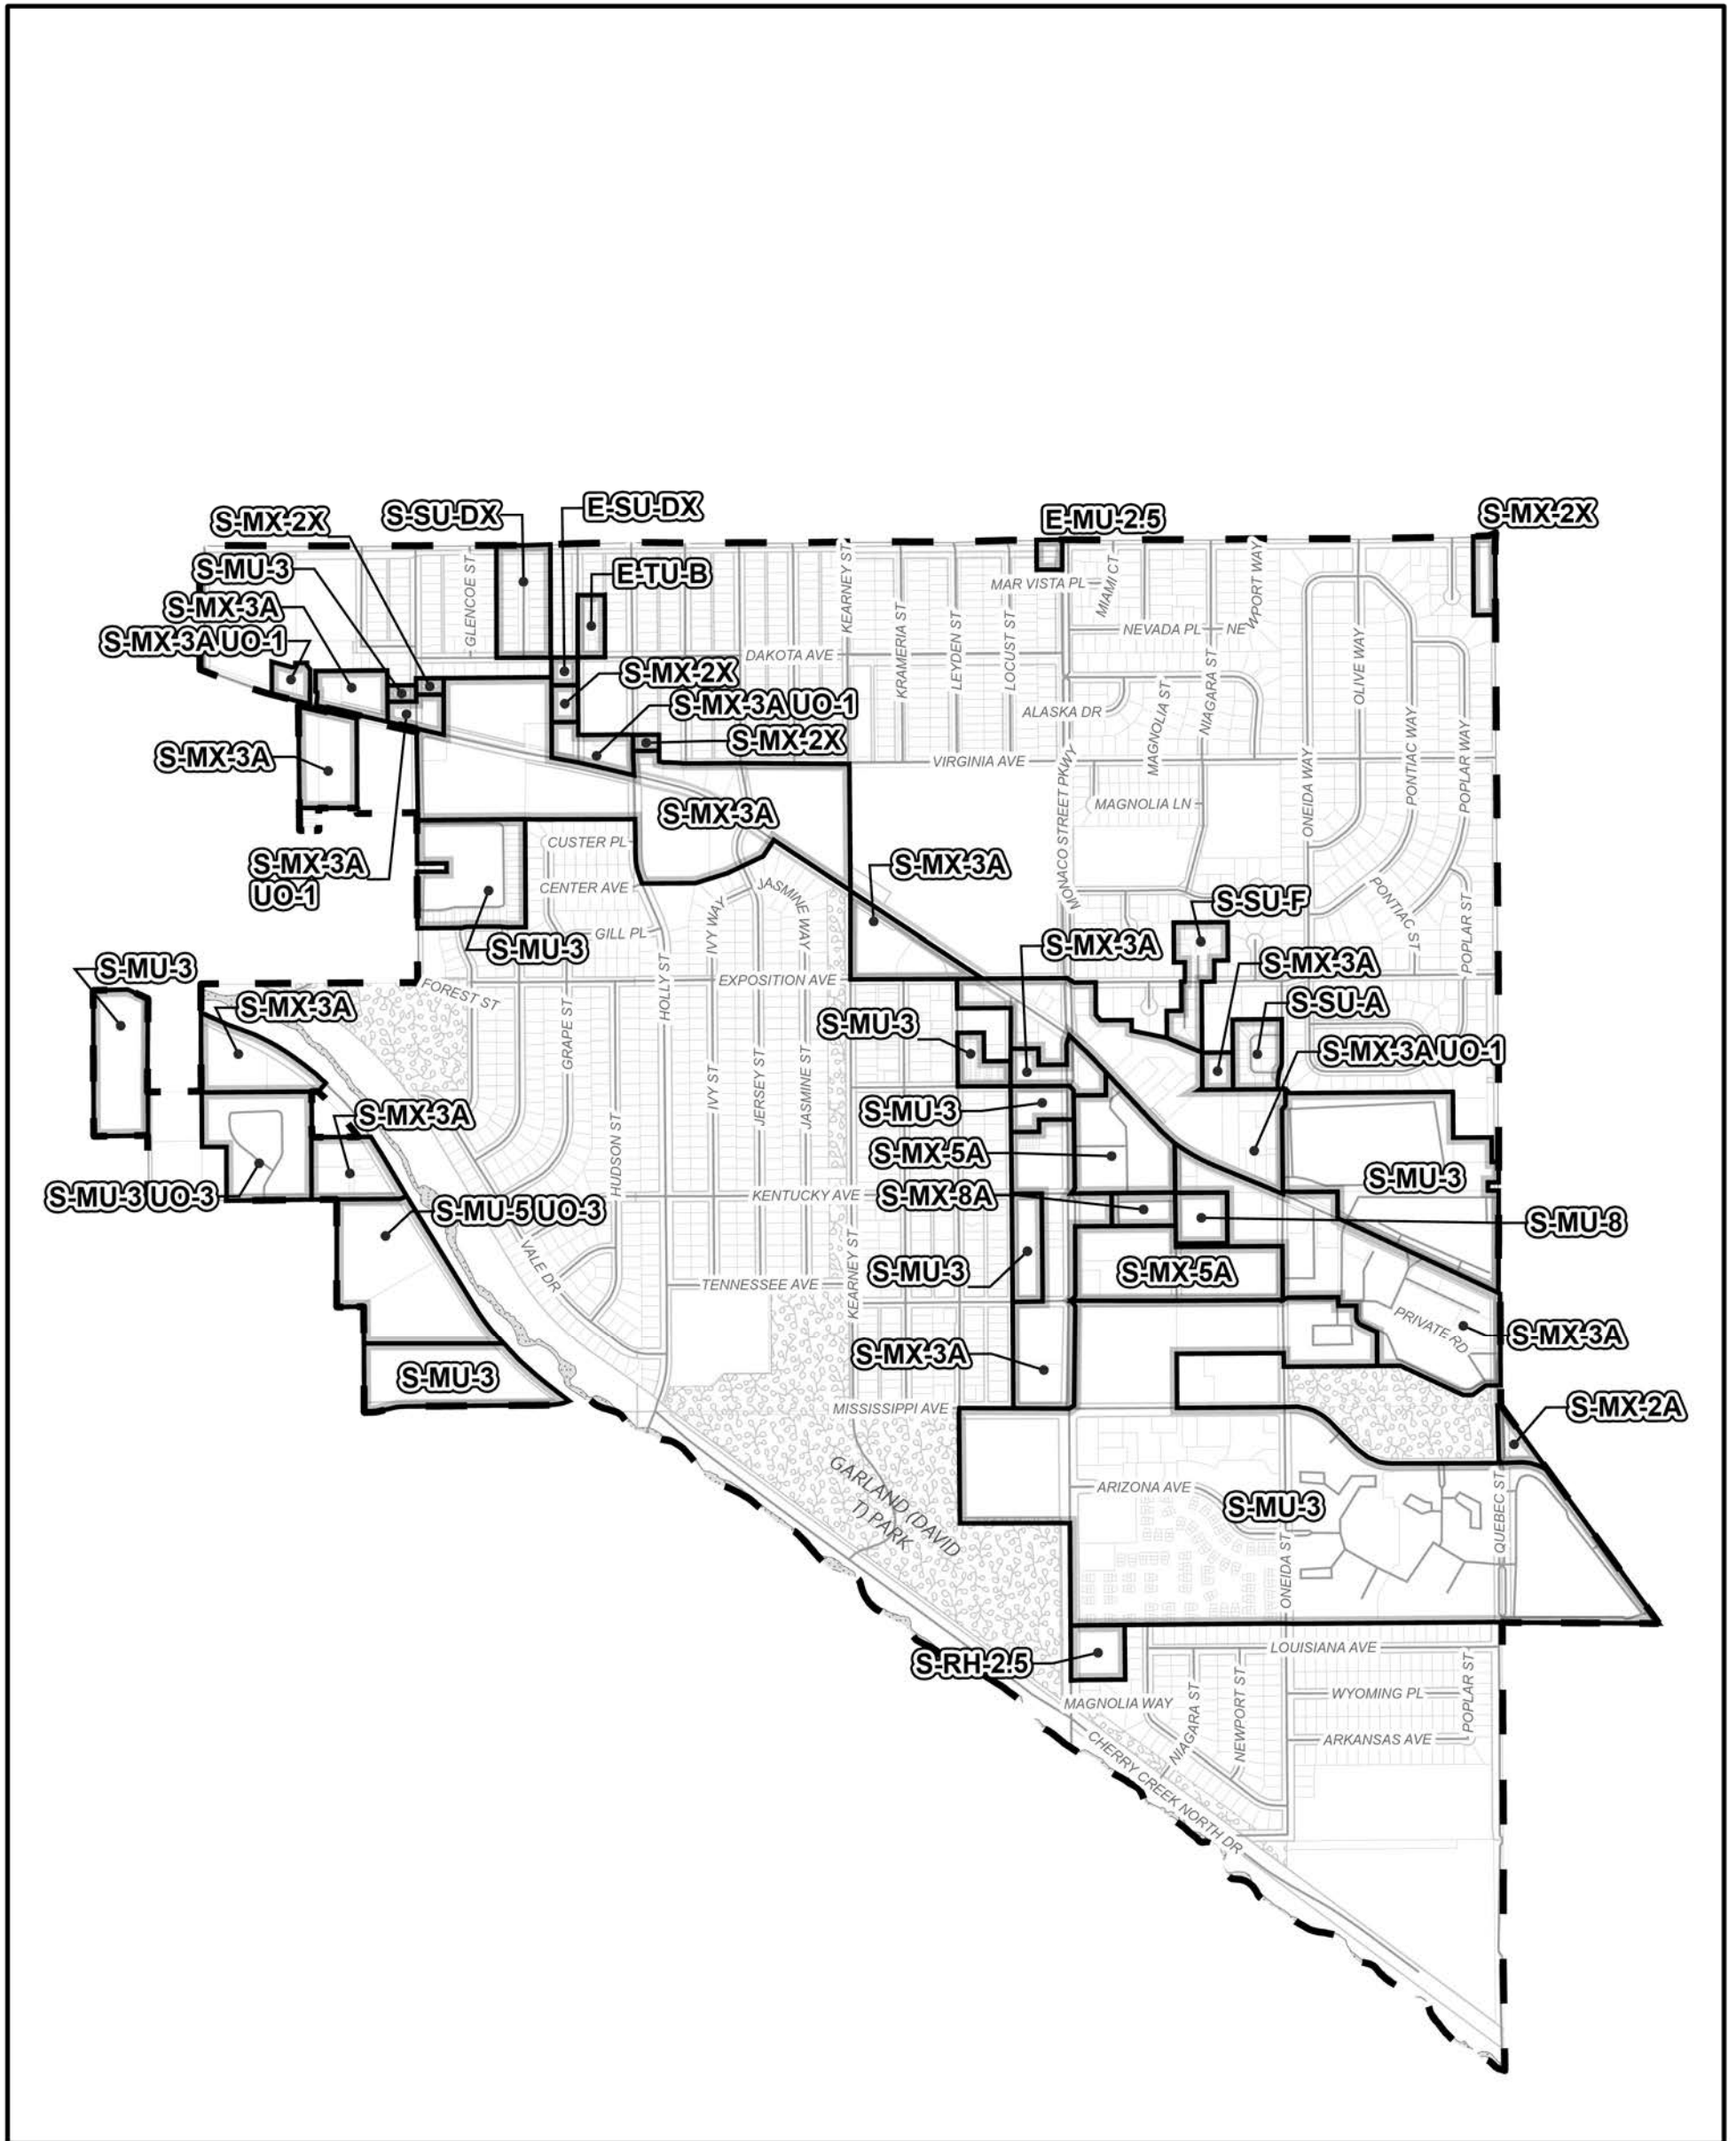 S-MX-2X
S-SU-DX
E-SU-DX
E-MU-2.5
S-MX-2X
S-MU-3
E-TU-B
S-MX-3A
S-MX-3A UO-1
GLENCOE ST
KEARNEY ST
KRAMERIA ST
LEYDEN ST
LOCUST ST
MAR VISTA PL
MIAMI CT
NEVADA PL
NEWPORT WAY
DAKOTA AVE
S-MX-2X
S-MX-3A UO-1
S-MX-2X
S-MX-3A
ALASKA DR
MAGNOLIA ST
NIAGARA ST
OLIVE WAY
ONEIDA WAY
PONTIAC WAY
POPLAR WAY
VIRGINIA AVE
MONACO STREET PKWY
MAGNOLIA LN
S-MX-3A
CUSTER PL
S-MX-3A
UO-1
CENTER AVE
JASMINE WAY
IVY WAY
S-MX-3A
S-SU-F
PONTIAC ST
POPLAR ST
GILL PL
S-MU-3
S-MX-3A
S-MX-3A
S-MU-3
EXPOSITION AVE
FOREST ST
HOLLY ST
S-MX-3A
S-SU-A
S-MU-3
GRAPE ST
S-MX-3A UO-1
IVY ST
JERSEY ST
JASMINE ST
S-MX-3A
S-MU-3
HUDSON ST
S-MX-5A
S-MU-3
S-MU-3 UO-3
KENTUCKY AVE
S-MX-8A
S-MU-5 UO-3
S-MU-8
VALE DR
KEARNEY ST
S-MU-3
S-MX-5A
TENNESSEE AVE
PRIVATE RD
S-MX-3A
S-MX-3A
S-MU-3
MISSISSIPPI AVE
S-MX-2A
GARLAND (DAVID
T) PARK
ARIZONA AVE
S-MU-3
QUEBEC ST
ONEIDA ST
S-RH-2.5
LOUISIANA AVE
MAGNOLIA WAY
NIAGARA ST
NEWPORT ST
WYOMING PL
POPLAR ST
ARKANSAS AVE
CHERRY CREEK NORTH DR